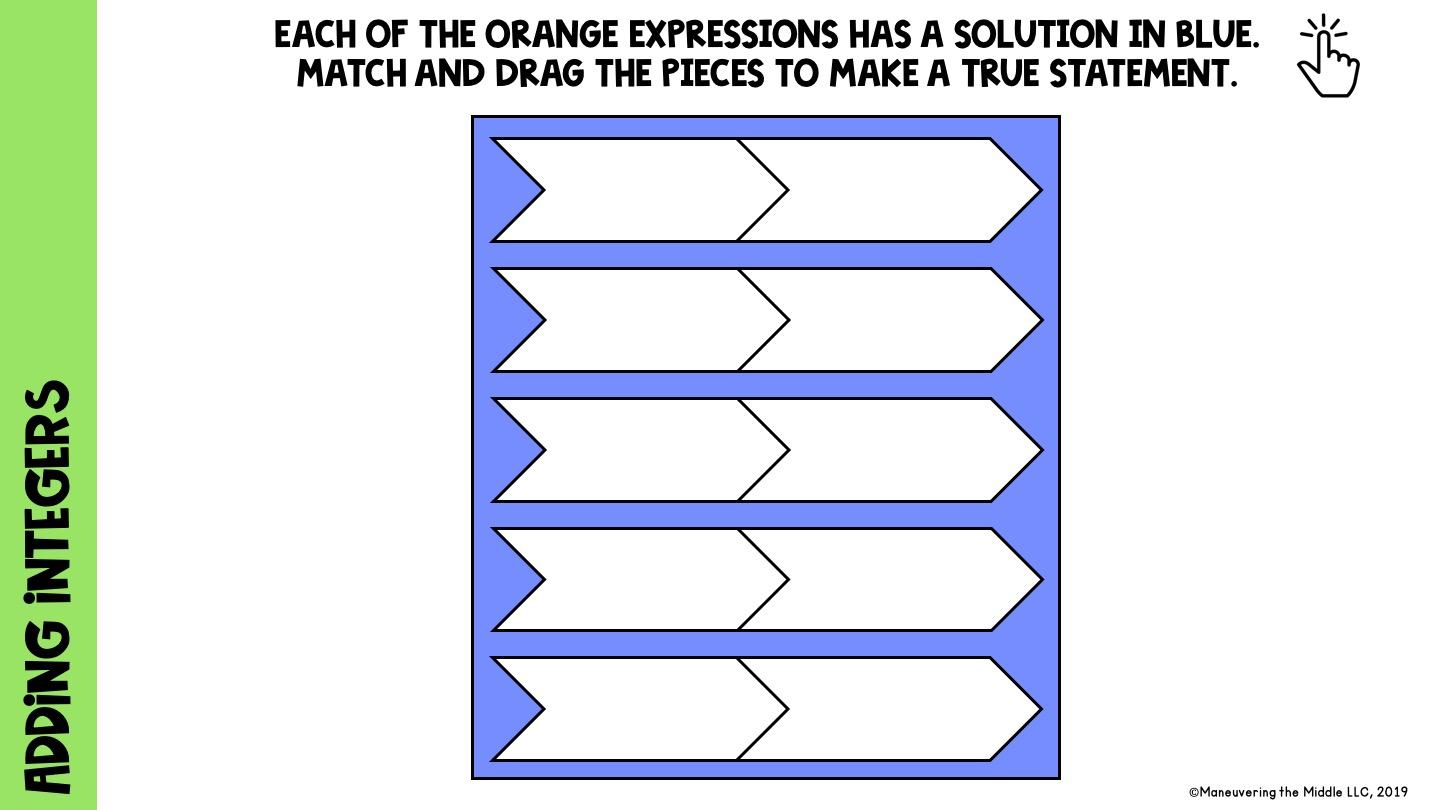 EACH OF THE ORANGE EXPRESSIONS HAS A SOLUTION IN BLUE.
MATCH AND DRAG THE PIECES TO MAKE A TRUE STATEMENT.
ADDING INTEGERS
©Maneuvering the Middle LLC, 2019